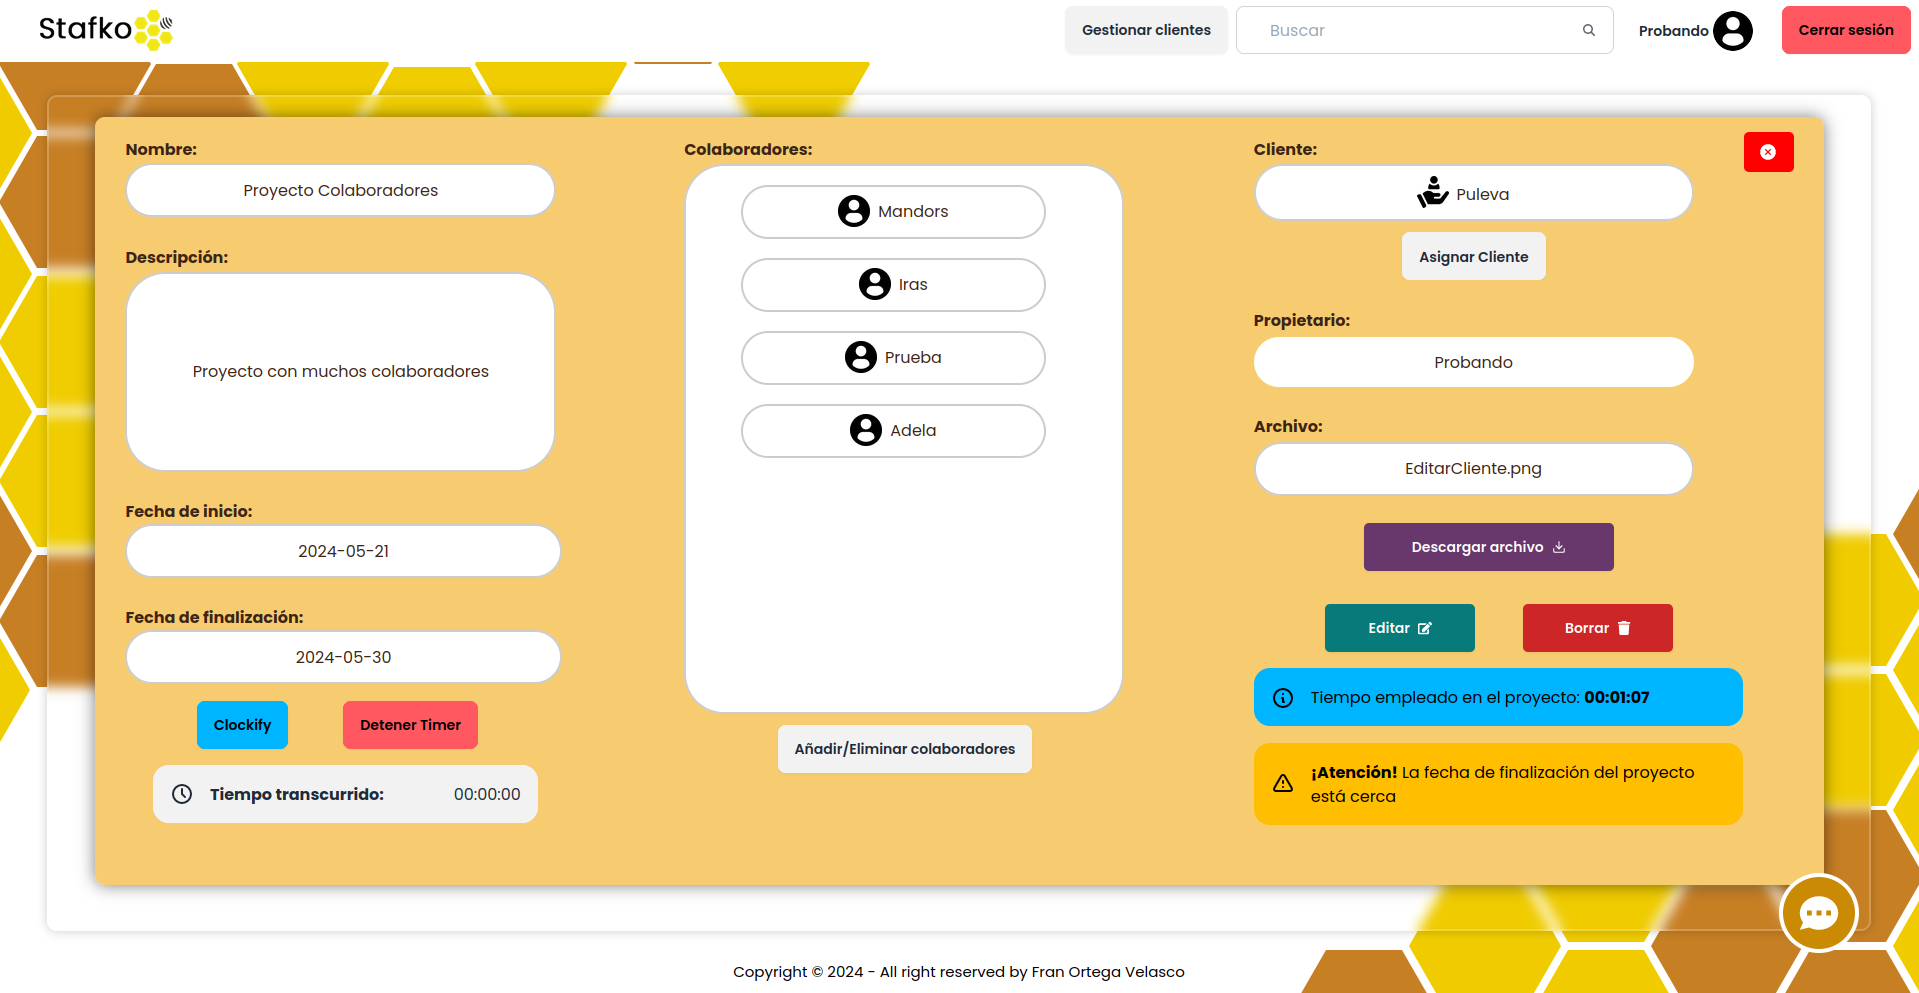 Stafko
Gestionar clientes
Buscar
Probando
Cerrar sesión
Nombre:
Proyecto Colaboradores
Descripción:
Proyecto con muchos colaboradores
Fecha de inicio:
2024-05-21
Fecha de finalización:
2024-05-30
Clockify
Detener Timer
Tiempo transcurrido:
00:00:00
Colaboradores:
Mandors
Iras
Prueba
Adela
Añadir/Eliminar colaboradores
Cliente:
Puleva
Asignar Cliente
Propietario:
Probando
Archivo:
EditarCliente.png
Descargar archivo
Editar
Borrar
Tiempo empleado en el proyecto: 00:01:07
¡Atención! La fecha de finalización del proyecto
está cerca
Copyright © 2024 - All right reserved by Fran Ortega Velasco